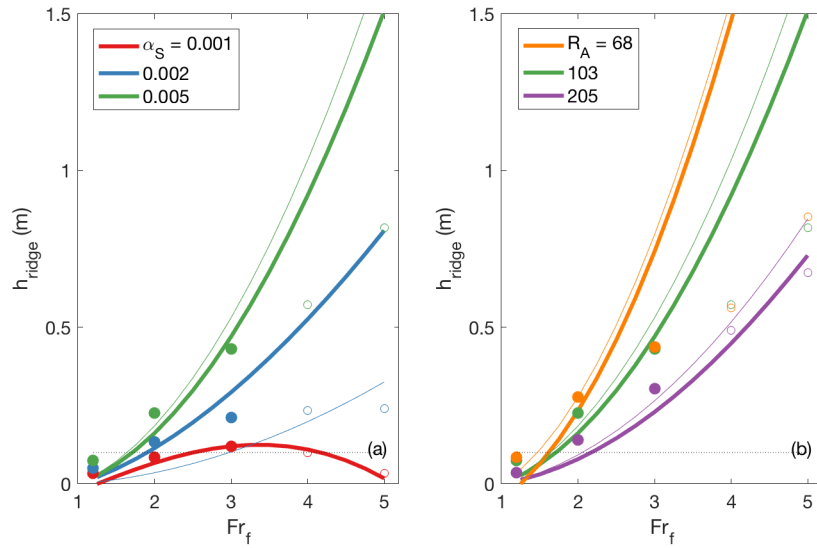 1.5
1
0.5
0
h_ridge (m)
α_S = 0.001
0.002
0.005
(a)
1 2 3 4 5
Fr_f
1.5
1
0.5
0
h_ridge (m)
R_A = 68
103
205
(b)
1 2 3 4 5
Fr_f